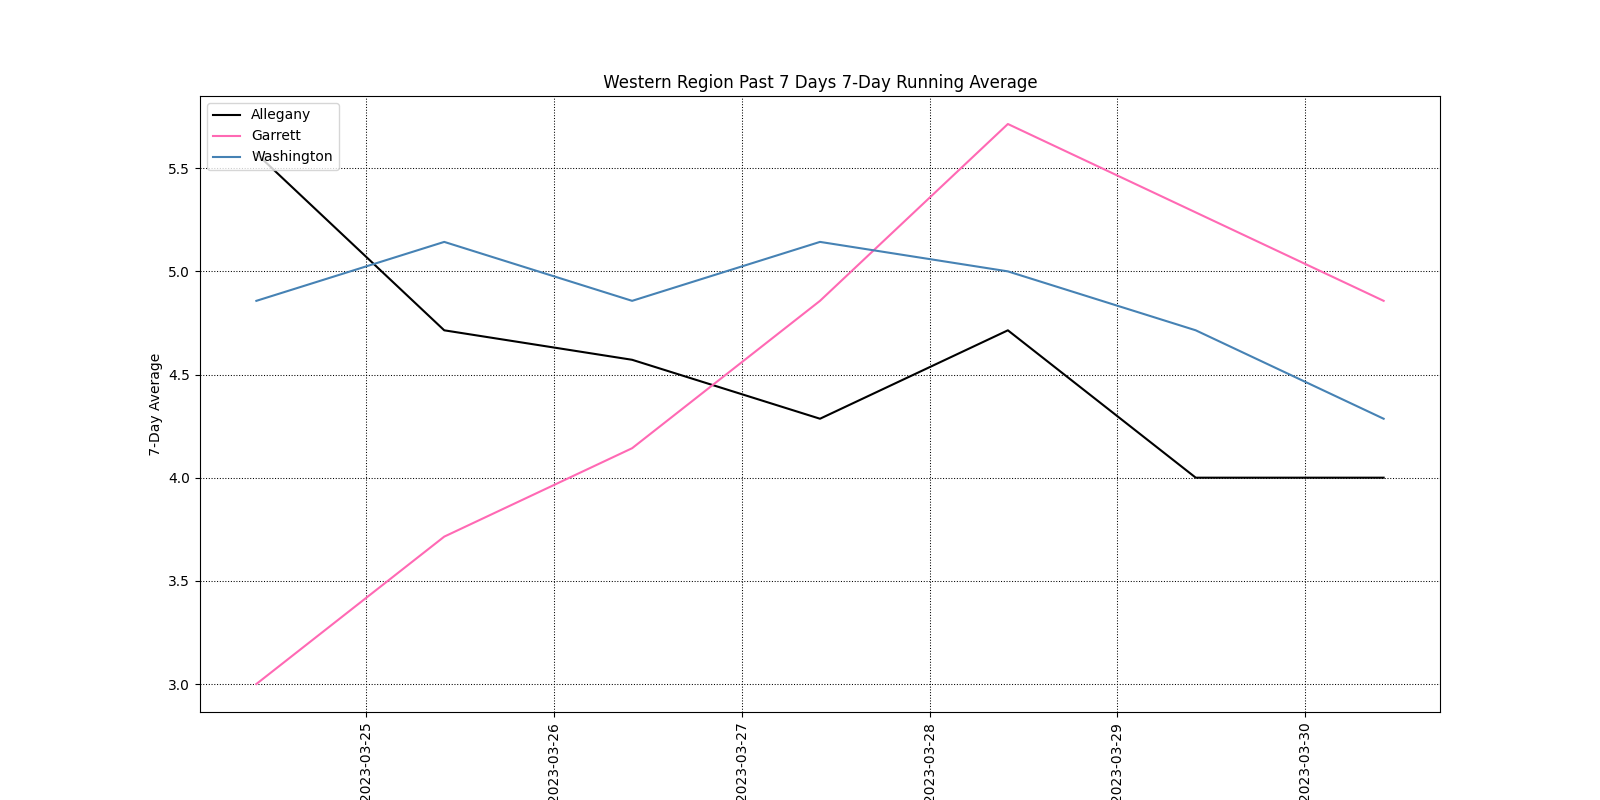 Western Region Past 7 Days 7-Day Running Average
Allegany
Garrett
Washington
7-Day Average
5.5
5.0
4.5
4.0
3.5
3.0
2023-03-25
2023-03-26
2023-03-27
2023-03-28
2023-03-29
2023-03-30